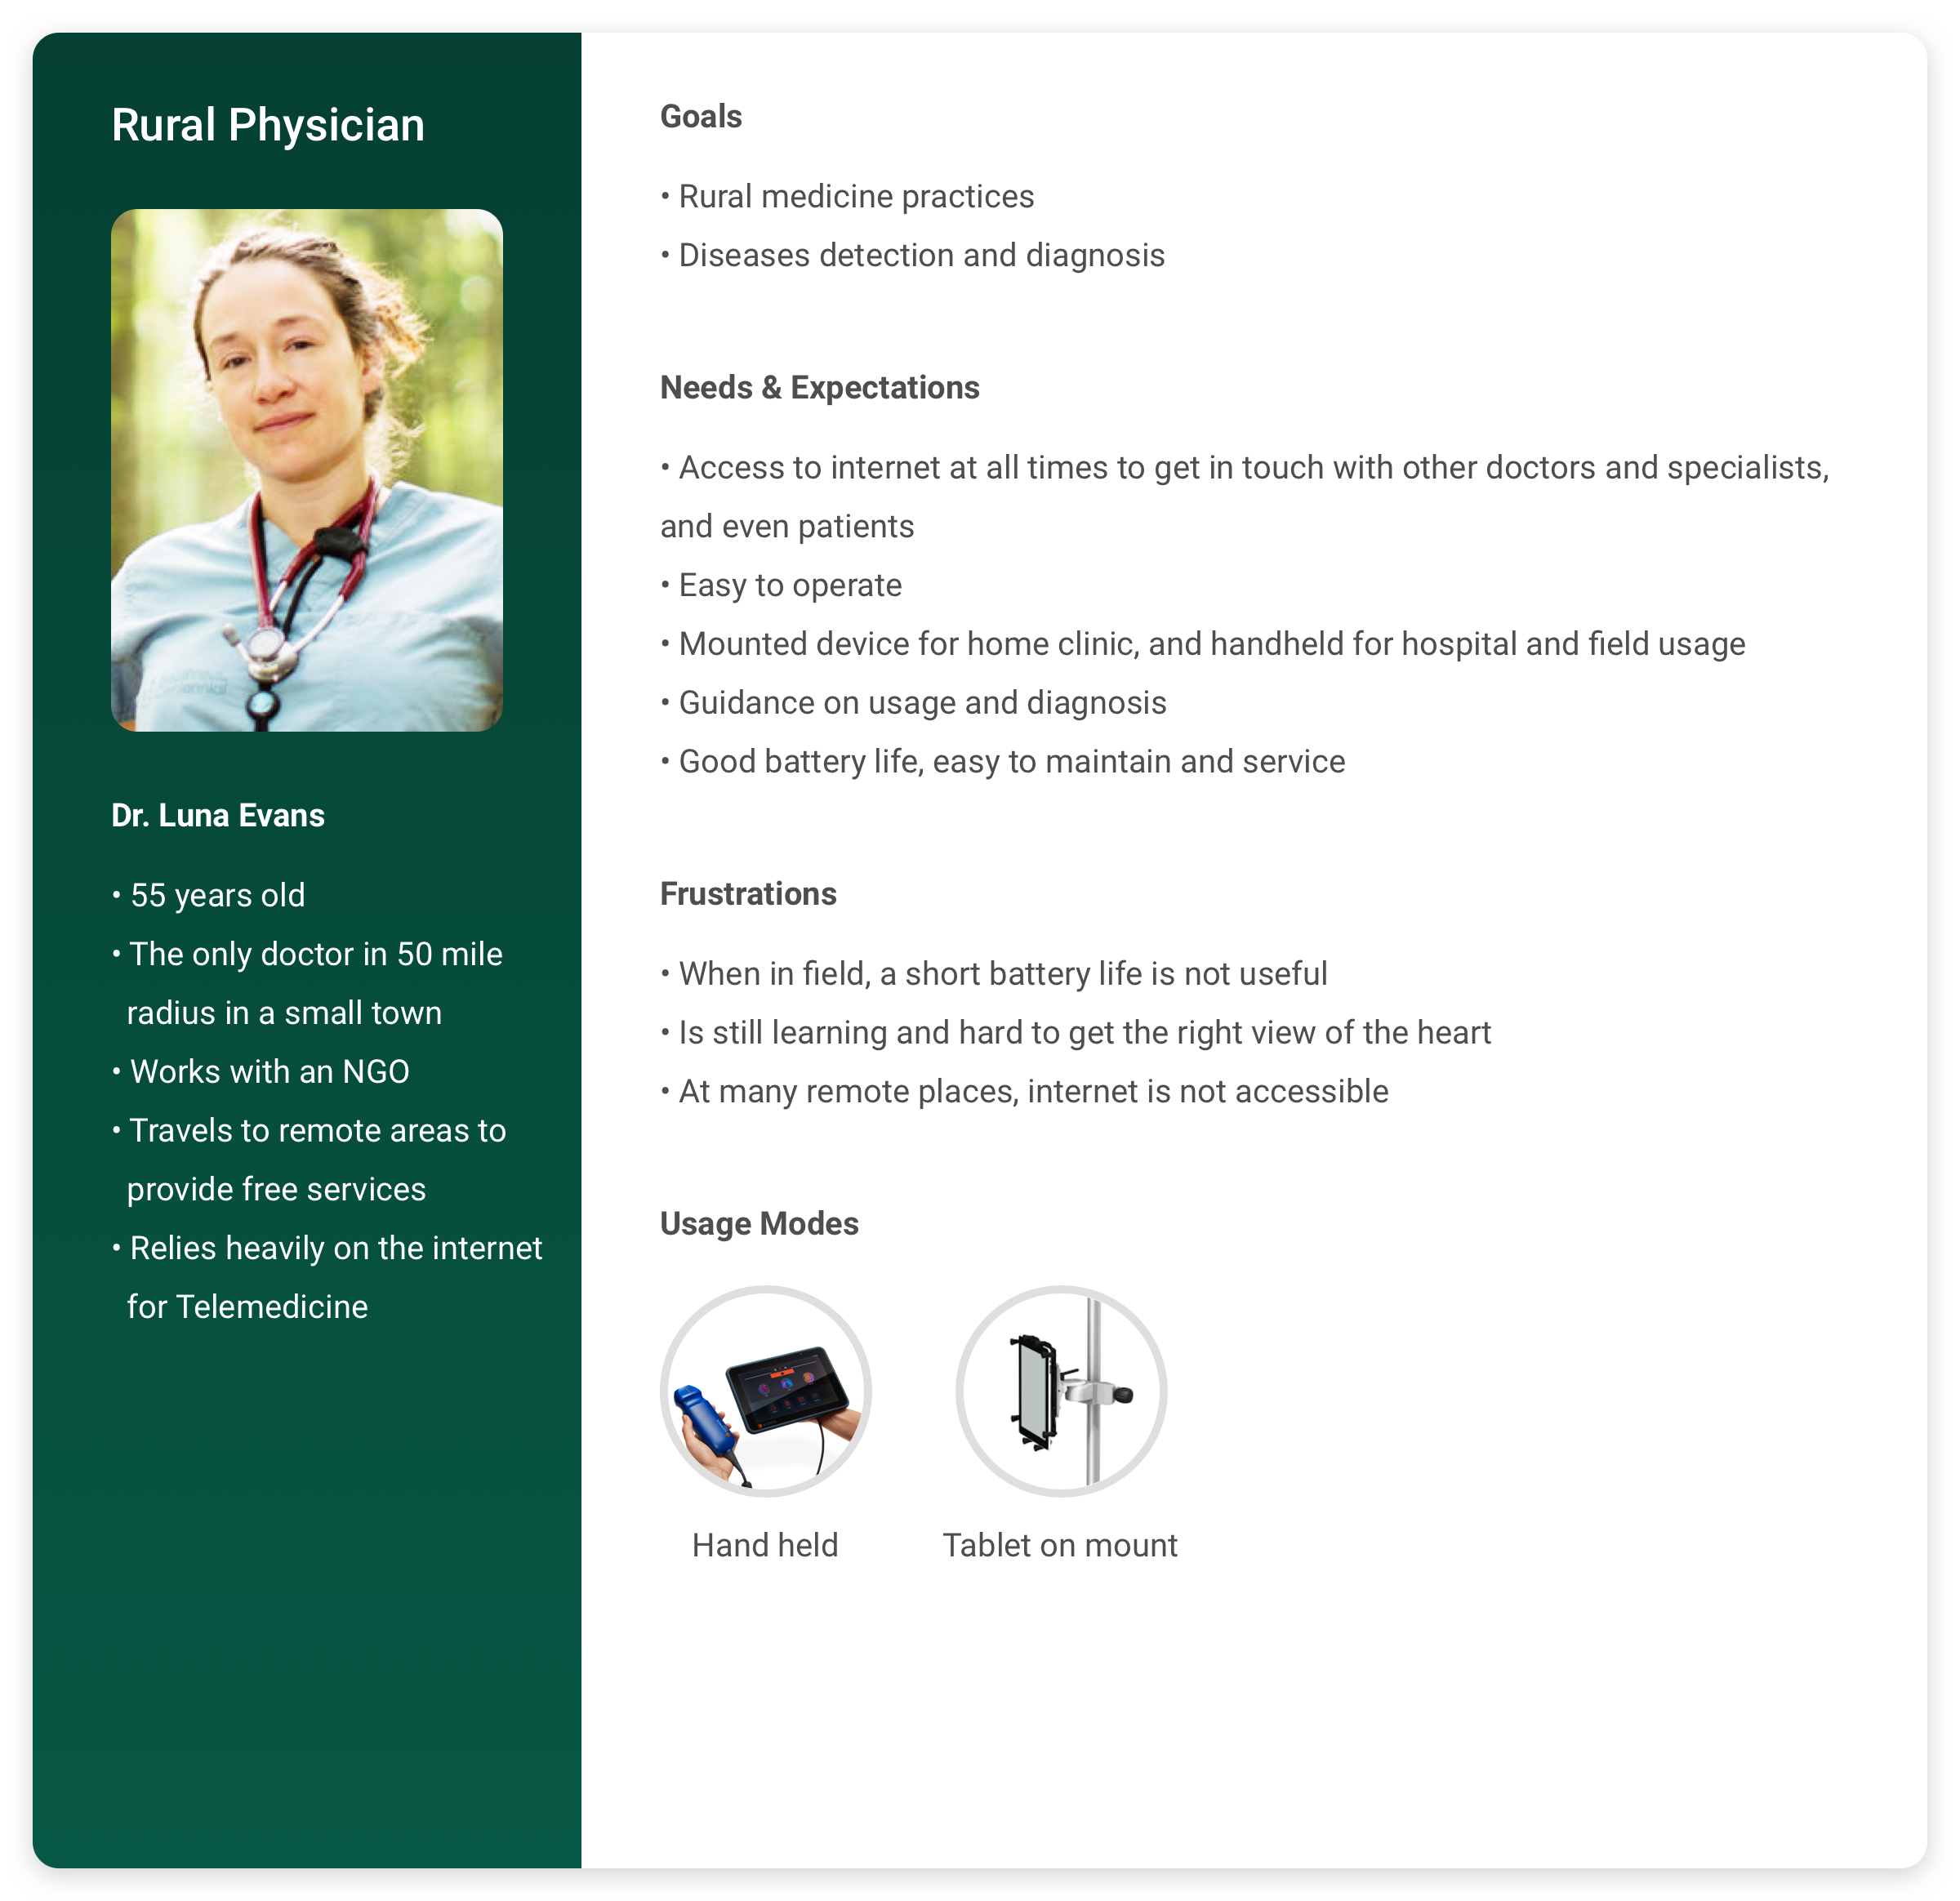 Rural Physician
Dr. Luna Evans
• 55 years old
• The only doctor in 50 mile
radius in a small town
• Works with an NGO
• Travels to remote areas to
provide free services
• Relies heavily on the internet
for Telemedicine
Goals
• Rural medicine practices
• Diseases detection and diagnosis
Needs & Expectations
• Access to internet at all times to get in touch with other doctors and specialists,
and even patients
• Easy to operate
• Mounted device for home clinic, and handheld for hospital and field usage
• Guidance on usage and diagnosis
• Good battery life, easy to maintain and service
Frustrations
• When in field, a short battery life is not useful
• Is still learning and hard to get the right view of the heart
• At many remote places, internet is not accessible
Usage Modes
Hand held
Tablet on mount